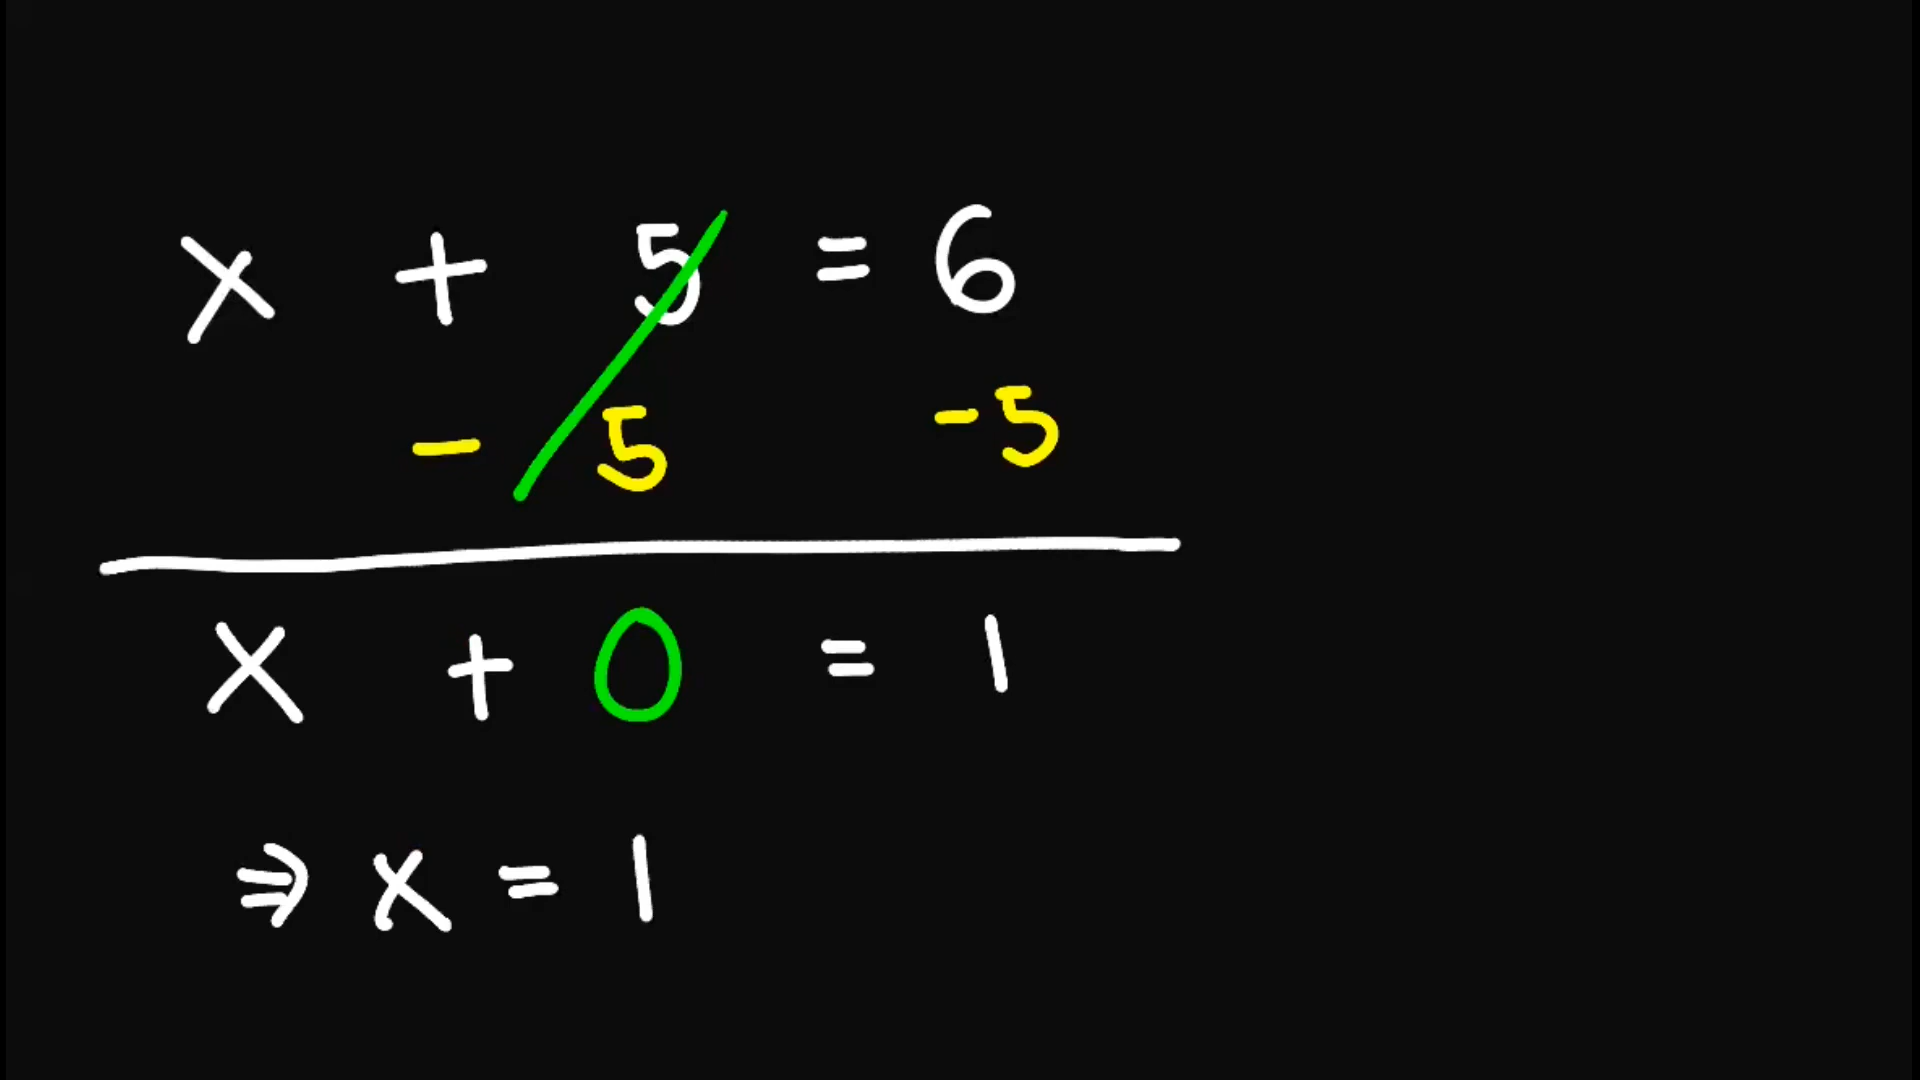 x + 5 = 6
- 5 -5
x + 0 = 1
⇒ x = 1